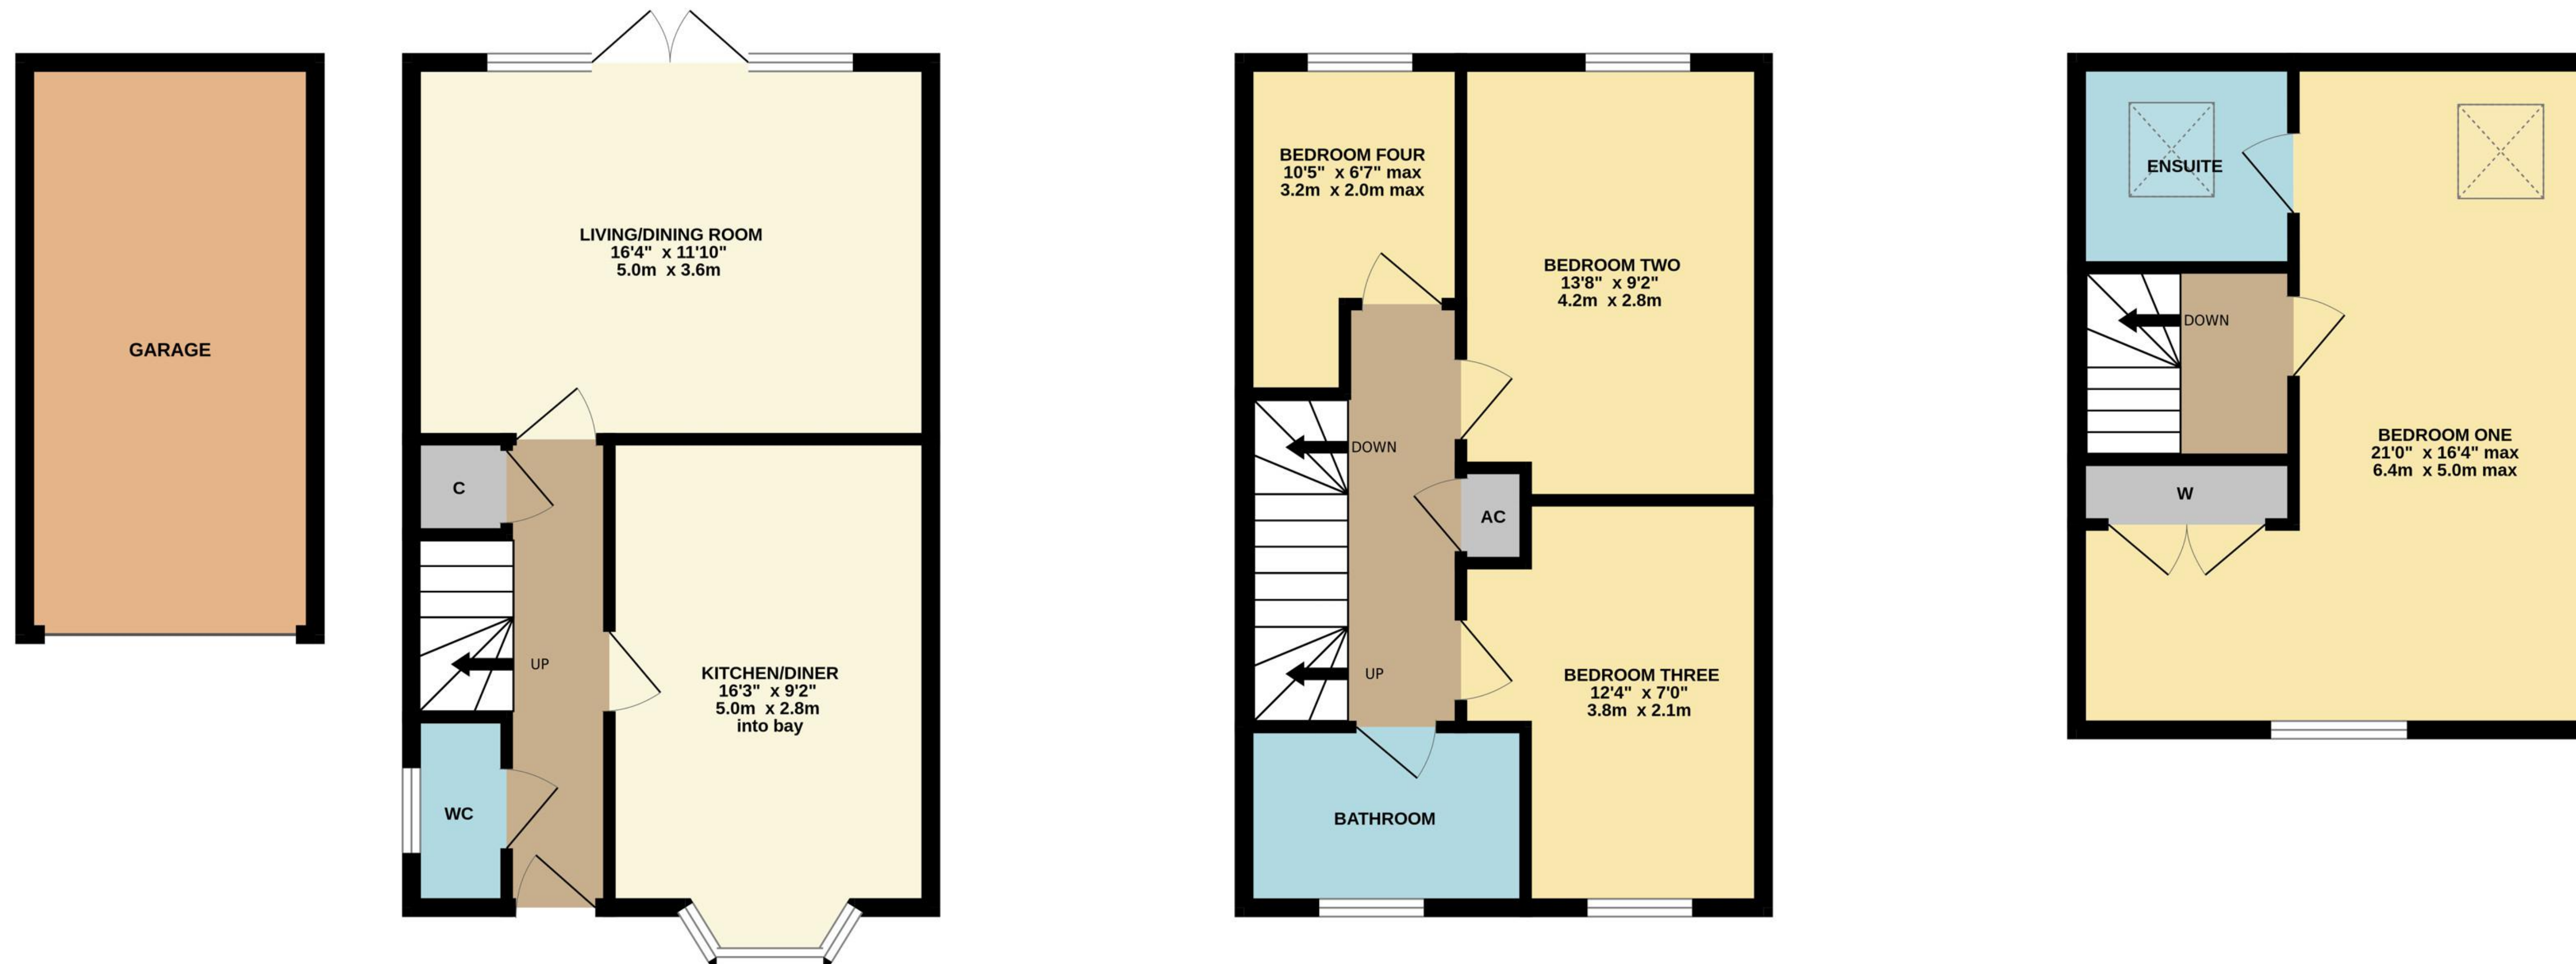 GARAGE
LIVING/DINING ROOM
16'4" x 11'10"
5.0m x 3.6m
C
UP
WC
KITCHEN/DINER
16'3" x 9'2"
5.0m x 2.8m
into bay
BEDROOM FOUR
10'5" x 6'7" max
3.2m x 2.0m max
BEDROOM TWO
13'8" x 9'2"
4.2m x 2.8m
DOWN
AC
UP
BEDROOM THREE
12'4" x 7'0"
3.8m x 2.1m
BATHROOM
ENSUITE
DOWN
BEDROOM ONE
21'0" x 16'4" max
6.4m x 5.0m max
W